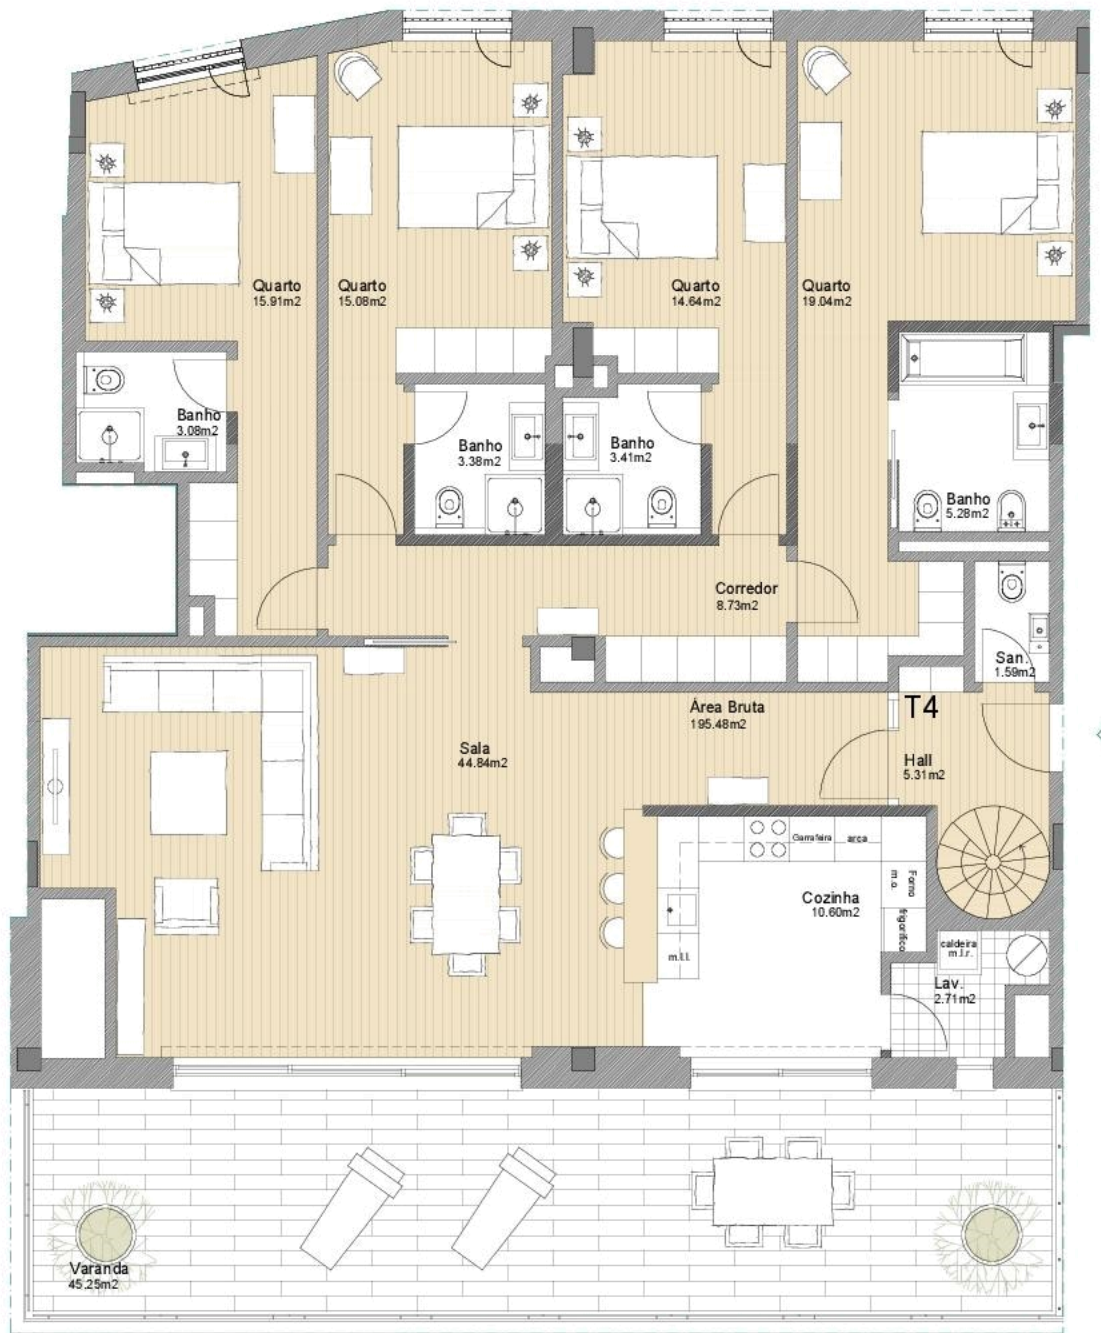 Quarto
15.91m2
Quarto
15.08m2
Quarto
14.64m2
Quarto
19.04m2
Banho
3.08m2
Banho
3.38m2
Banho
3.41m2
Banho
5.28m2
Corredor
8.73m2
San.
1.59m2
Área Bruta
195.48m2
T4
Sala
44.84m2
Hall
5.31m2
Garrafeira
arca
Forno
m.o.
Cozinha
10.60m2
frigorífico
m.l.l.
caldeira
m.l.r.
Lav.
2.71m2
Varanda
45.25m2